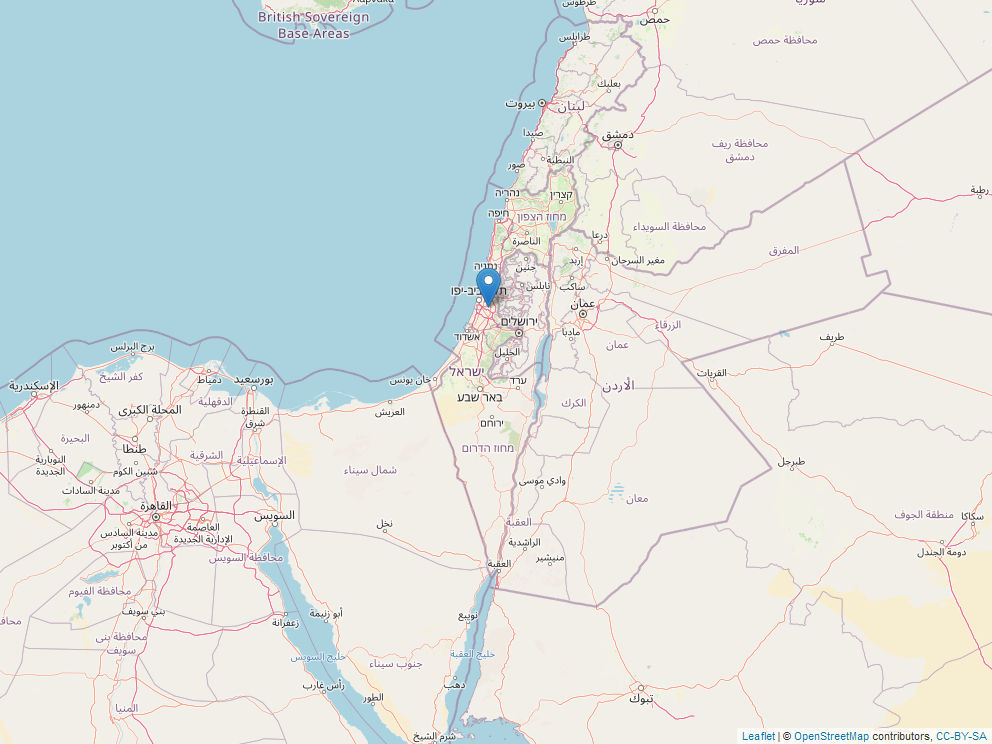 British Sovereign
Base Areas
طرطوس
سوريا
حمص
طرابلس
محافظة حمص
بعلبك
بيروت
لبنان
صيدا
دمشق
محافظة ريف
دمشق
النبطية
صور
רטبة
נהריה
קצרין
חיפה
מחוז הצפון
محافظة السويداء
درعا
الناصرة
المفرق
מغير السرحان
إربد
جنين
נתניה
نابلس
ساكب
תל אביב-יפו
عمان
ירושלים
مادبا
الزرقاء
אשדוד
عمان
طريف
برج البرلس
الخليل
ישראל
القريات
كفر الشيخ
دمياط
بورسعيد
خان يونس
ערד
الأردن
الإسكندرية
الدقهلية
באר שבע
الكرك
دمنهور
المحلة الكبرى
القنطرة
شرق
العريش
ירוחם
البحيرة
طنطا
מחוז הדרום
النوبارية
الجديدة
الشرقية
الإسماعيلية
شمال سيناء
شبين الكوم
طبرجل
مدينة السادات
وادي موسى
معان
القاهرة
السويس
منطقة الجوف
سكاكا
العاصمة
الإدارية الجديدة
مدينة السادس
من أكتوبر
نخل
العقبة
الراشدية
منيشير
دومة الجندل
محافظة السويس
العقبة
محافظة الفيوم
بني سويف
أبو زنيمة
زعفرانة
نويبع
محافظة بني
سويف
خليج السويس
جنوب سيناء
خليج العقبة
رأس غارب
الطور
دهب
تبوك
المنيا
شرم الشيخ
Leaflet | © OpenStreetMap contributors, CC-BY-SA